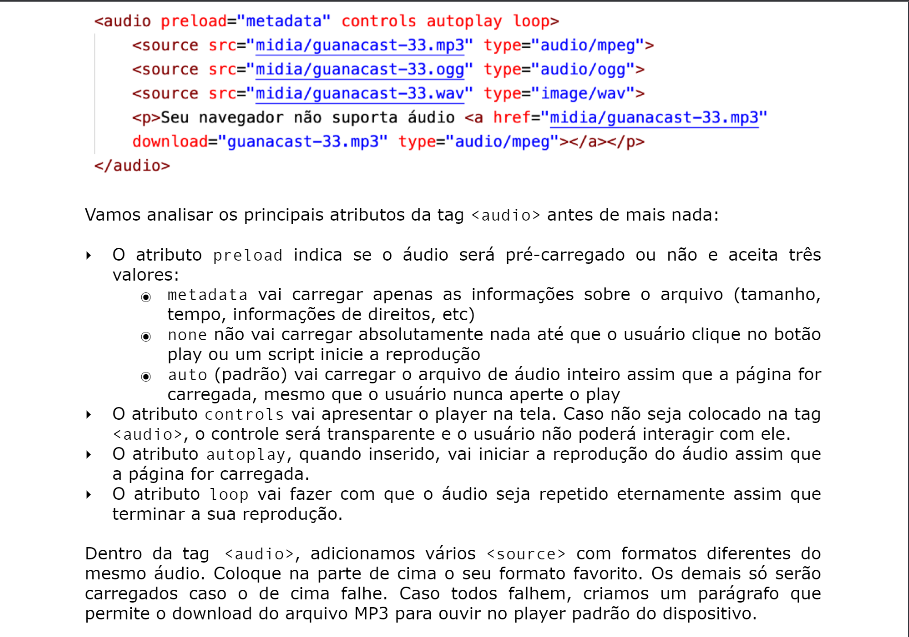 <audio preload="metadata" controls autoplay loop>
<source src="midia/guanacast-33.mp3" type="audio/mpeg">
<source src="midia/guanacast-33.ogg" type="audio/ogg">
<source src="midia/guanacast-33.wav" type="image/wav">
<p>Seu navegador não suporta áudio <a href="midia/guanacast-33.mp3"
download="guanacast-33.mp3" type="audio/mpeg"></a></p>
</audio>
Vamos analisar os principais atributos da tag <audio> antes de mais nada:
‣ O atributo preload indica se o áudio será pré-carregado ou não e aceita três
valores:
◉ metadata vai carregar apenas as informações sobre o arquivo (tamanho,
tempo, informações de direitos, etc)
◉ none não vai carregar absolutamente nada até que o usuário clique no botão
play ou um script inicie a reprodução
◉ auto (padrão) vai carregar o arquivo de áudio inteiro assim que a página for
carregada, mesmo que o usuário nunca aperte o play
‣ O atributo controls vai apresentar o player na tela. Caso não seja colocado na tag
<audio>, o controle será transparente e o usuário não poderá interagir com ele.
‣ O atributo autoplay, quando inserido, vai iniciar a reprodução do áudio assim que
a página for carregada.
‣ O atributo loop vai fazer com que o áudio seja repetido eternamente assim que
terminar a sua reprodução.
Dentro da tag <audio>, adicionamos vários <source> com formatos diferentes do
mesmo áudio. Coloque na parte de cima o seu formato favorito. Os demais só serão
carregados caso o de cima falhe. Caso todos falhem, criamos um parágrafo que
permite o download do arquivo MP3 para ouvir no player padrão do dispositivo.